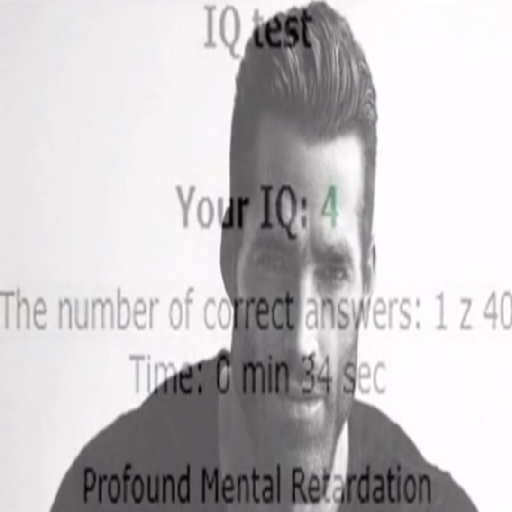 IQ test
Your IQ: 4
The number of correct answers: 1 z 40
Time: 0 min 34 sec
Profound Mental Retardation